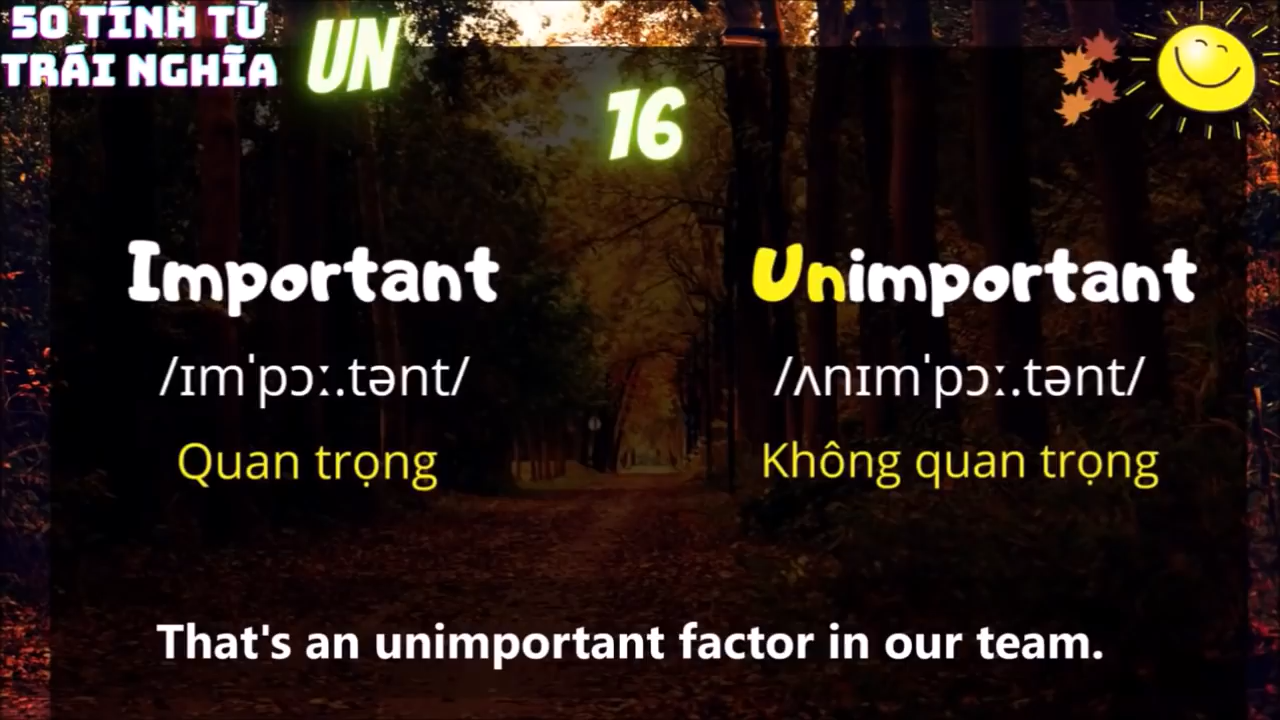 50 TÍNH TỪ
TRÁI NGHĨA
UN
16
Important
Unimportant
/ɪmˈpɔː.tənt/
/ʌnɪmˈpɔː.tənt/
Quan trọng
Không quan trọng
That's an unimportant factor in our team.